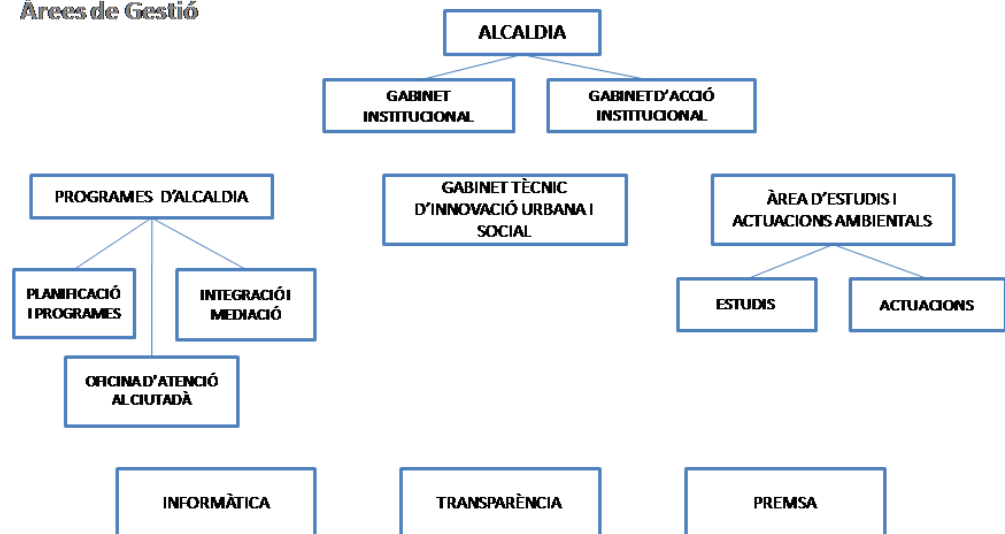 Àrees de Gestió
ALCALDIA
GABINET
INSTITUCIONAL
GABINET D'ACCIÓ
INSTITUCIONAL
PROGRAMES D'ALCALDIA
GABINET TÈCNIC
D'INNOVACIÓ URBANA I
SOCIAL
ÀREA D'ESTUDIS I
ACTUACIONS AMBIENTALS
PLANIFICACIÓ
I PROGRAMES
INTEGRACIÓ I
MEDIACIÓ
ESTUDIS
ACTUACIONS
OFICINA D'ATENCIÓ
AL CIUTADÀ
INFORMÀTICA
TRANSPARÈNCIA
PREMSA